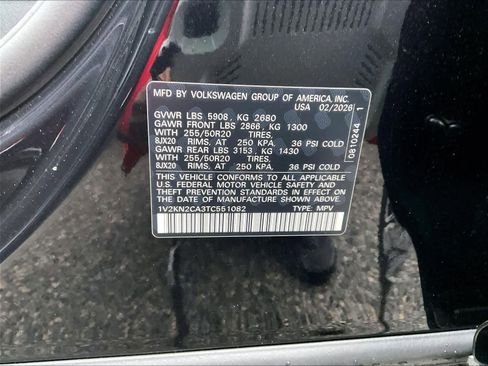 MFD BY VOLKSWAGEN GROUP OF AMERICA, INC.
USA 02/2026
GVWR LBS 5908, KG 2680
GAWR FRONT LBS 2866, KG 1300
WITH 255/50R20 TIRES,
8JX20 RIMS, AT 250 KPA, 36 PSI COLD
GAWR REAR LBS 3153, KG 1430
WITH 255/50R20 TIRES,
8JX20 RIMS, AT 250 KPA, 36 PSI COLD
THIS VEHICLE CONFORMS TO ALL APPLICABLE
U.S. FEDERAL MOTOR VEHICLE SAFETY AND
THEFT PREVENTION STANDARDS IN EFFECT ON
THE DATE OF MANUFACTURE SHOWN ABOVE.
1V2KN2CA3TC551082 TYPE: MPV
0810244 1